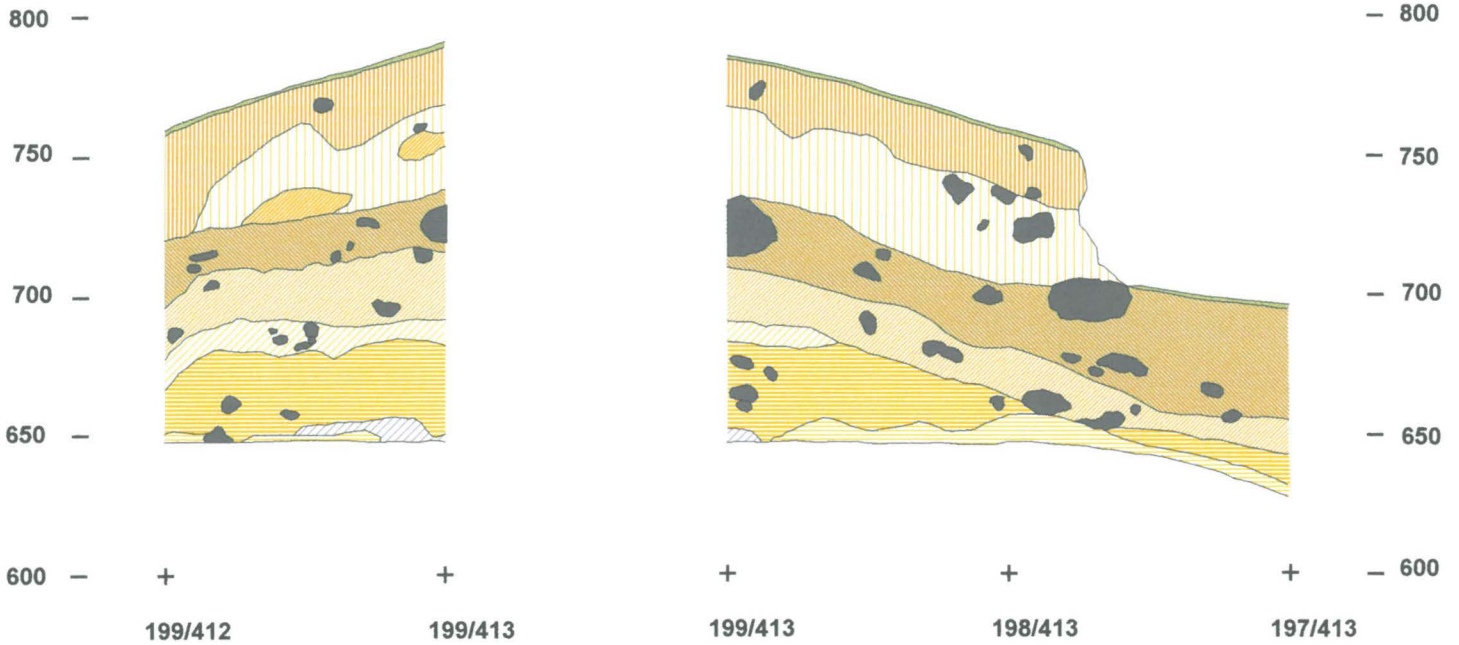 800 – – 800
750 – – 750
700 – – 700
650 – – 650
600 – + + + + + – 600
199/412 199/413 199/413 198/413 197/413